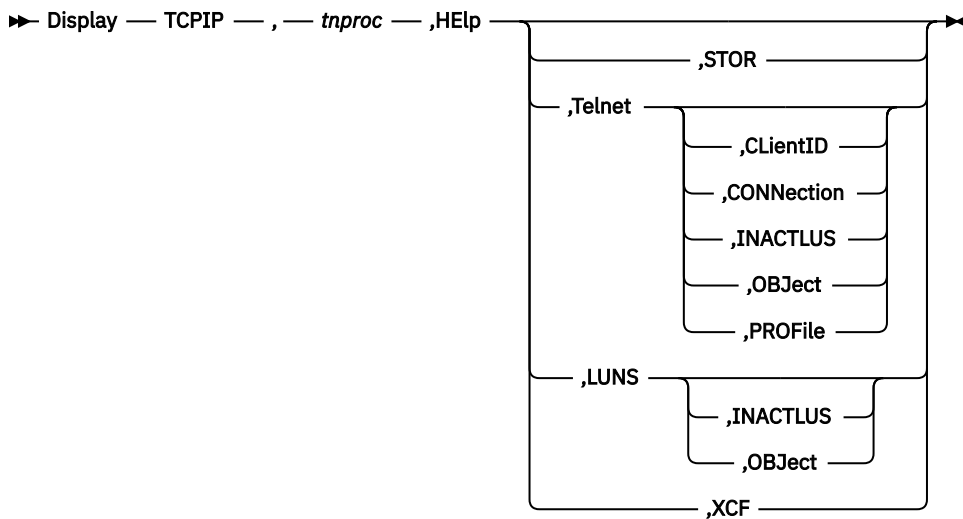 Display TCPIP , tnproc ,HElp
,STOR
,Telnet
,CLientID
,CONNection
,INACTLUS
,OBJect
,PROFile
,LUNS
,INACTLUS
,OBJect
,XCF